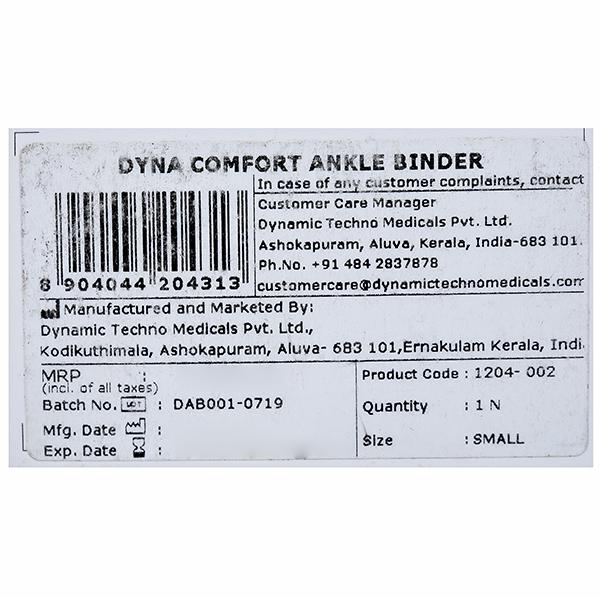 DYNA COMFORT ANKLE BINDER
In case of any customer complaints, contact
Customer Care Manager
Dynamic Techno Medicals Pvt. Ltd.
Ashokapuram, Aluva, Kerala, India-683 101.
Ph.No. +91 484 2837878
customercare@dynamictechnomedicals.com
8 904044 204313
Manufactured and Marketed By:
Dynamic Techno Medicals Pvt. Ltd.,
Kodikuthimala, Ashokapuram, Aluva- 683 101,Ernakulam Kerala, Indi
MRP :
(incl. of all taxes)
Batch No. LOT : DAB001-0719
Mfg. Date :
Exp. Date :
Product Code : 1204- 002
Quantity : 1 N
Size : SMALL